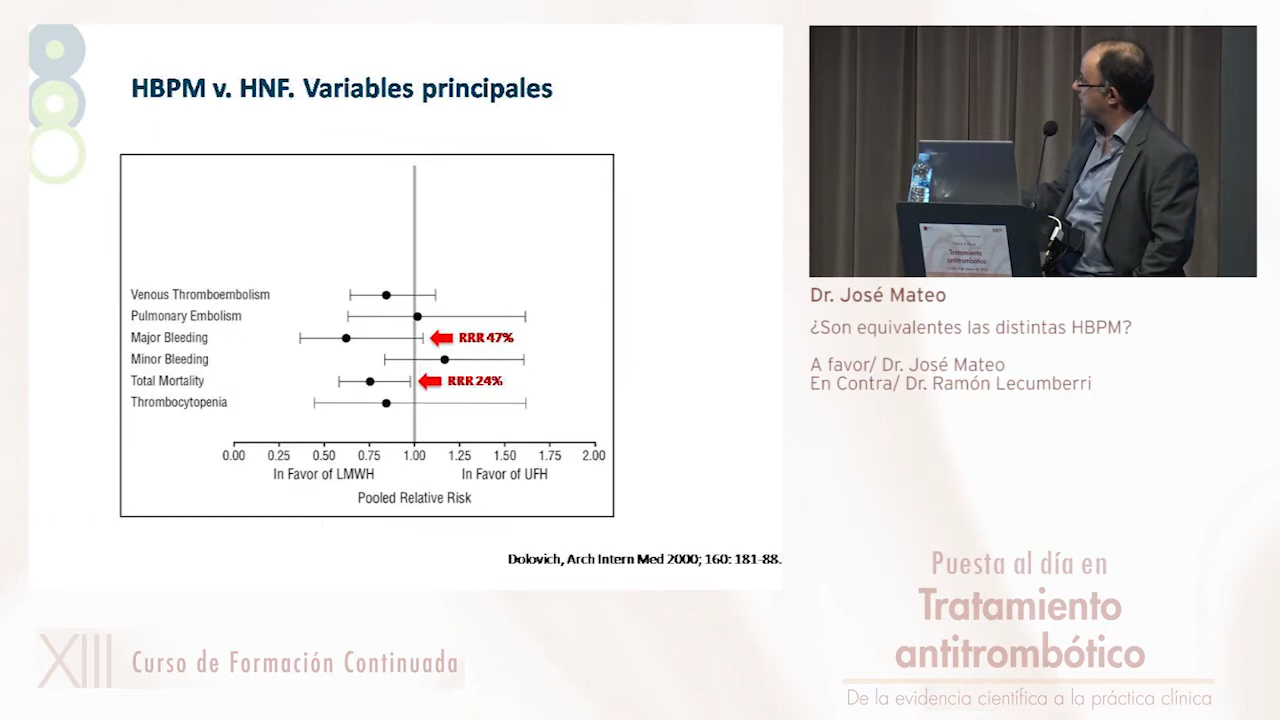 HBPM v. HNF. Variables principales
Venous Thromboembolism
Pulmonary Embolism
Major Bleeding
RRR 47%
Minor Bleeding
Total Mortality
RRR 24%
Thrombocytopenia
0.00 0.25 0.50 0.75 1.00 1.25 1.50 1.75 2.00
In Favor of LMWH In Favor of UFH
Pooled Relative Risk
Dolovich, Arch Intern Med 2000; 160: 181-88.
Tratamiento
antitrombótico
Dr. José Mateo
¿Son equivalentes las distintas HBPM?
A favor/ Dr. José Mateo
En Contra/ Dr. Ramón Lecumberri
Puesta al día en
Tratamiento
antitrombótico
De la evidencia científica a la práctica clínica
XIII Curso de Formación Continuada